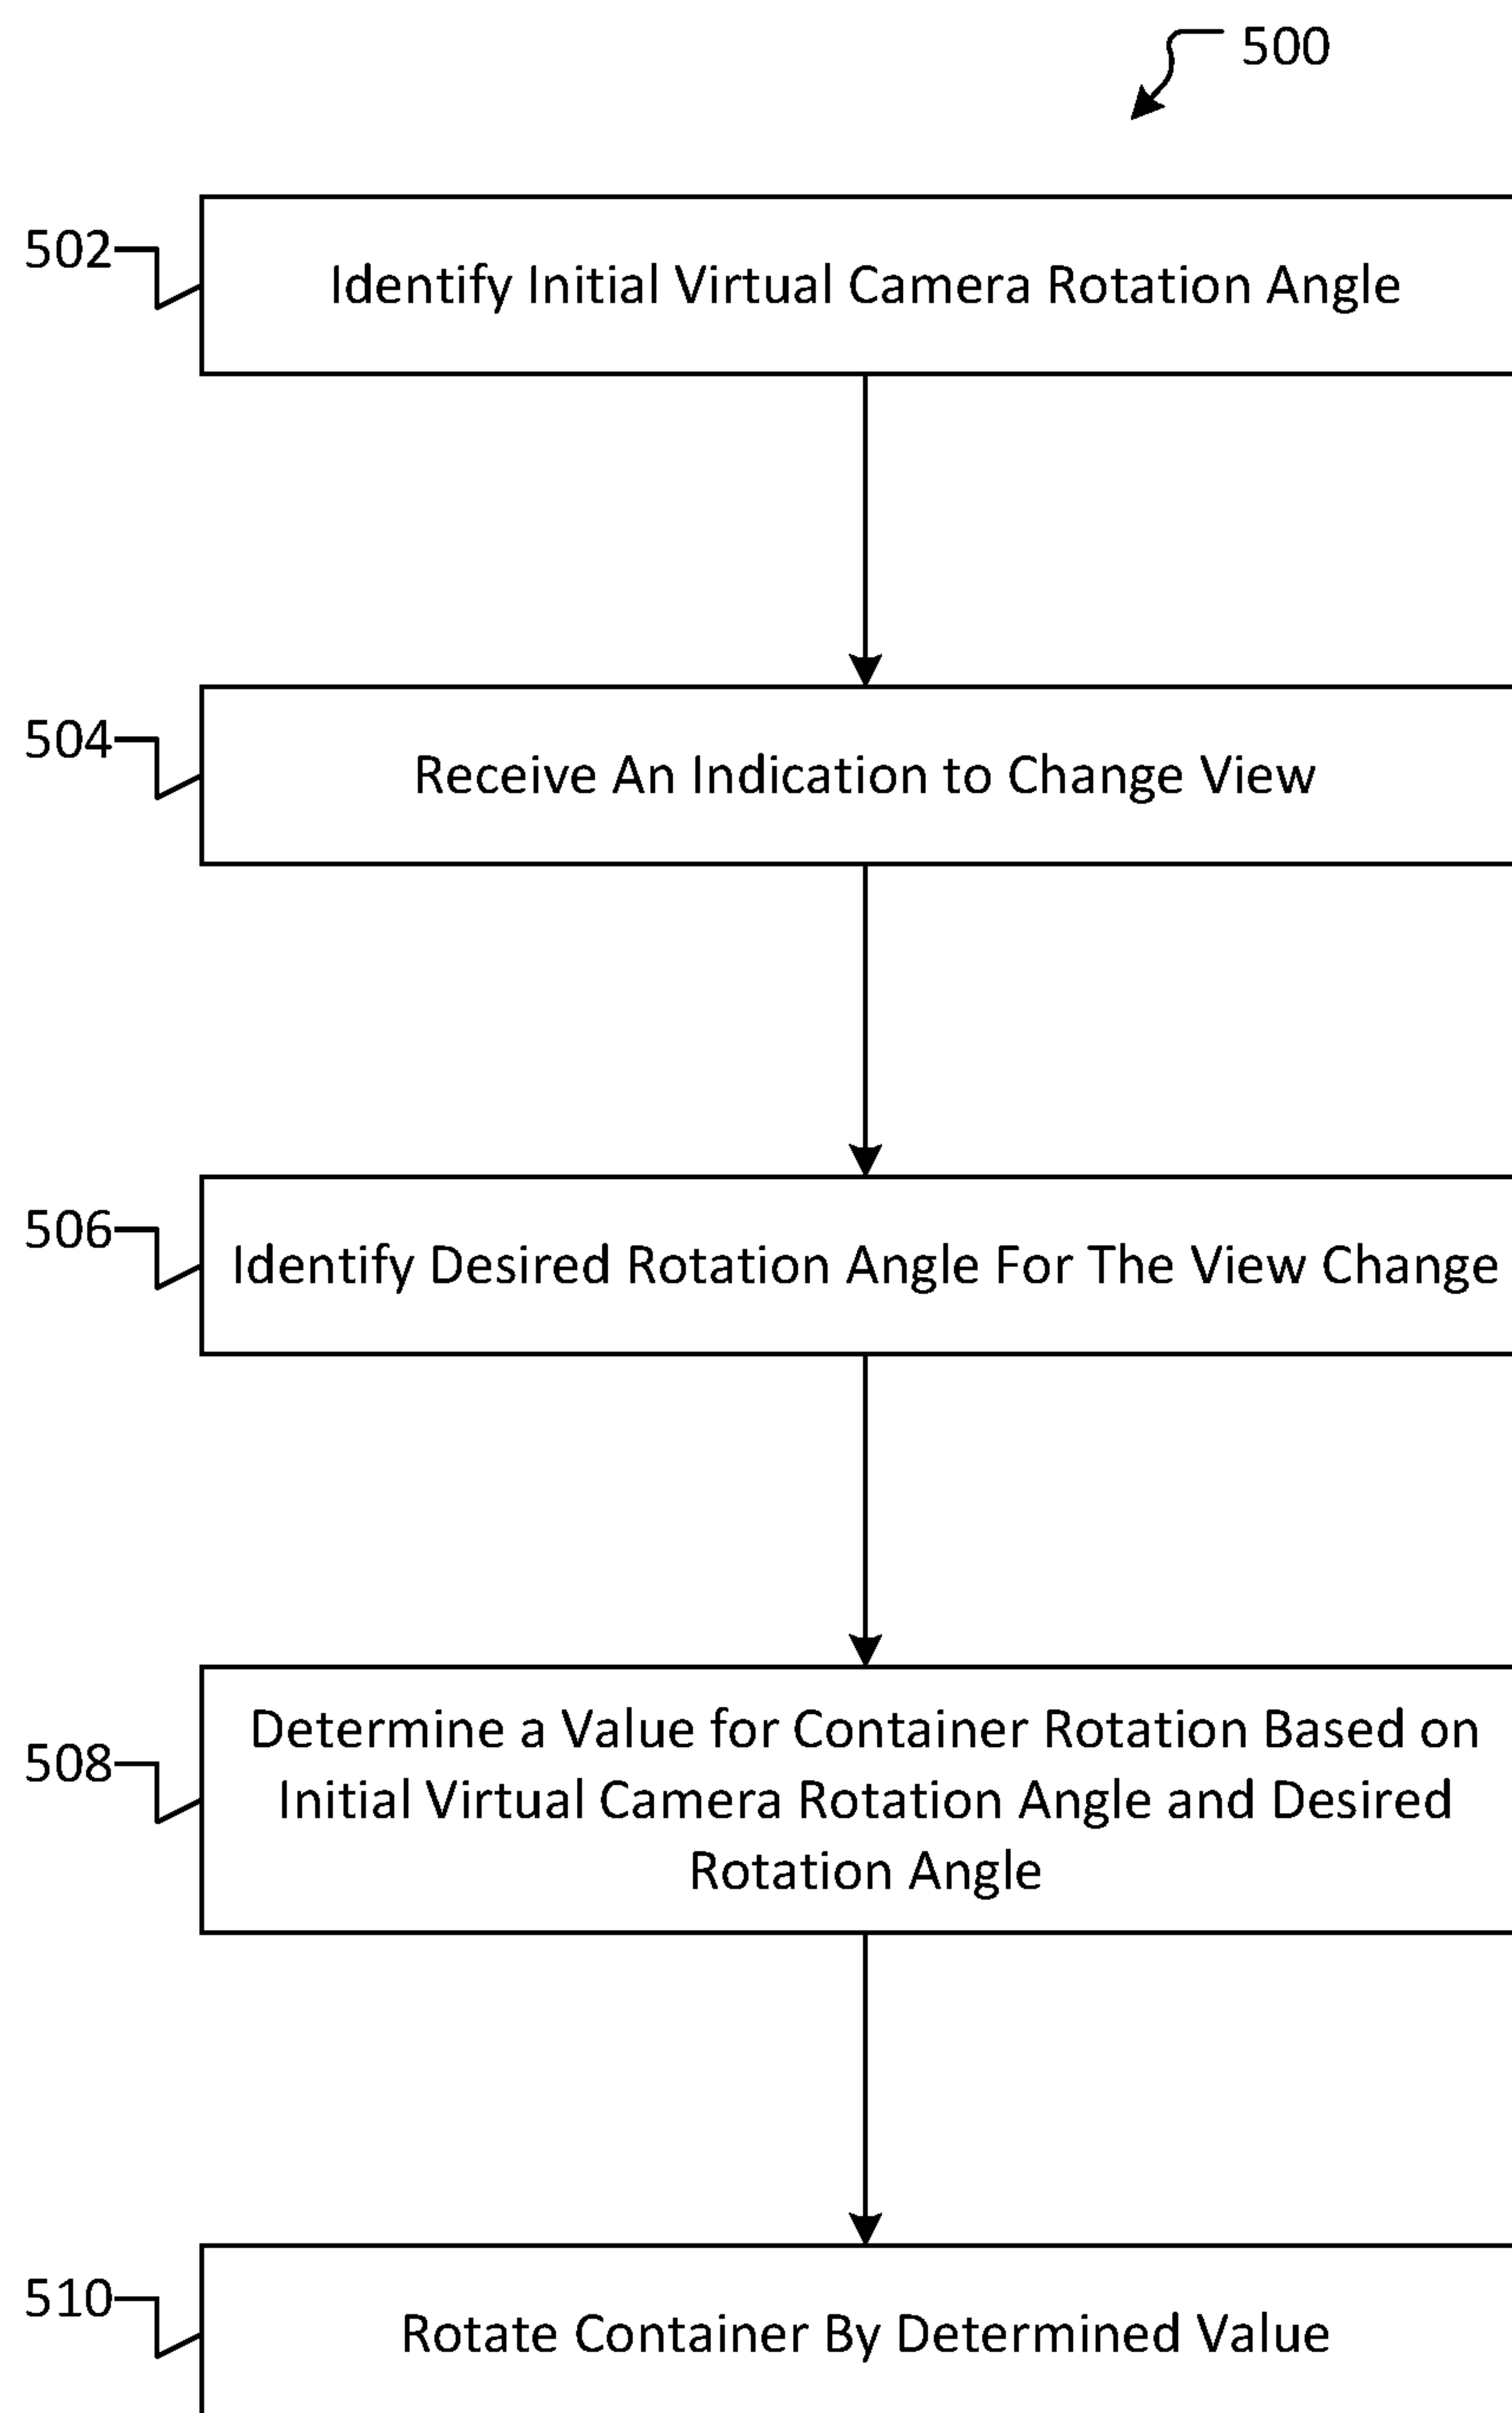 500
502
Identify Initial Virtual Camera Rotation Angle
504
Receive An Indication to Change View
506
Identify Desired Rotation Angle For The View Change
508
Determine a Value for Container Rotation Based on
Initial Virtual Camera Rotation Angle and Desired
Rotation Angle
510
Rotate Container By Determined Value